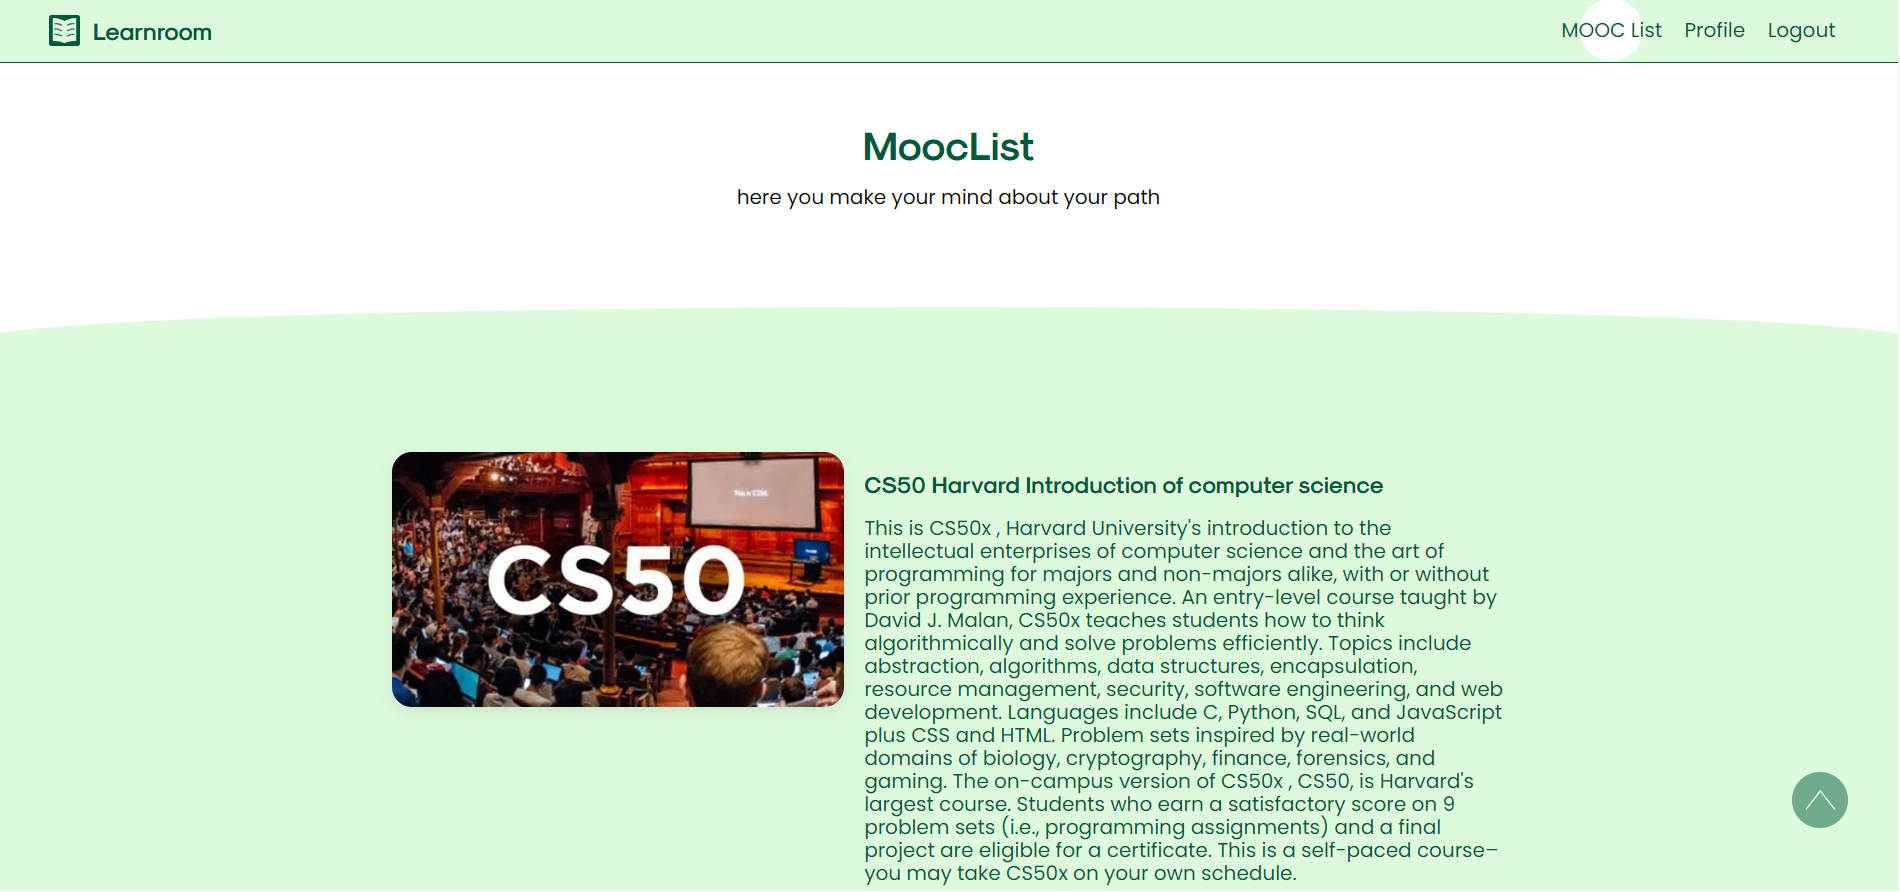 Learnroom
MOOC List Profile Logout
MoocList
here you make your mind about your path
This is CS50.
CS50
CS50 Harvard Introduction of computer science
This is CS50x , Harvard University's introduction to the
intellectual enterprises of computer science and the art of
programming for majors and non-majors alike, with or without
prior programming experience. An entry-level course taught by
David J. Malan, CS50x teaches students how to think
algorithmically and solve problems efficiently. Topics include
abstraction, algorithms, data structures, encapsulation,
resource management, security, software engineering, and web
development. Languages include C, Python, SQL, and JavaScript
plus CSS and HTML. Problem sets inspired by real-world
domains of biology, cryptography, finance, forensics, and
gaming. The on-campus version of CS50x , CS50, is Harvard's
largest course. Students who earn a satisfactory score on 9
problem sets (i.e., programming assignments) and a final
project are eligible for a certificate. This is a self-paced course–
you may take CS50x on your own schedule.